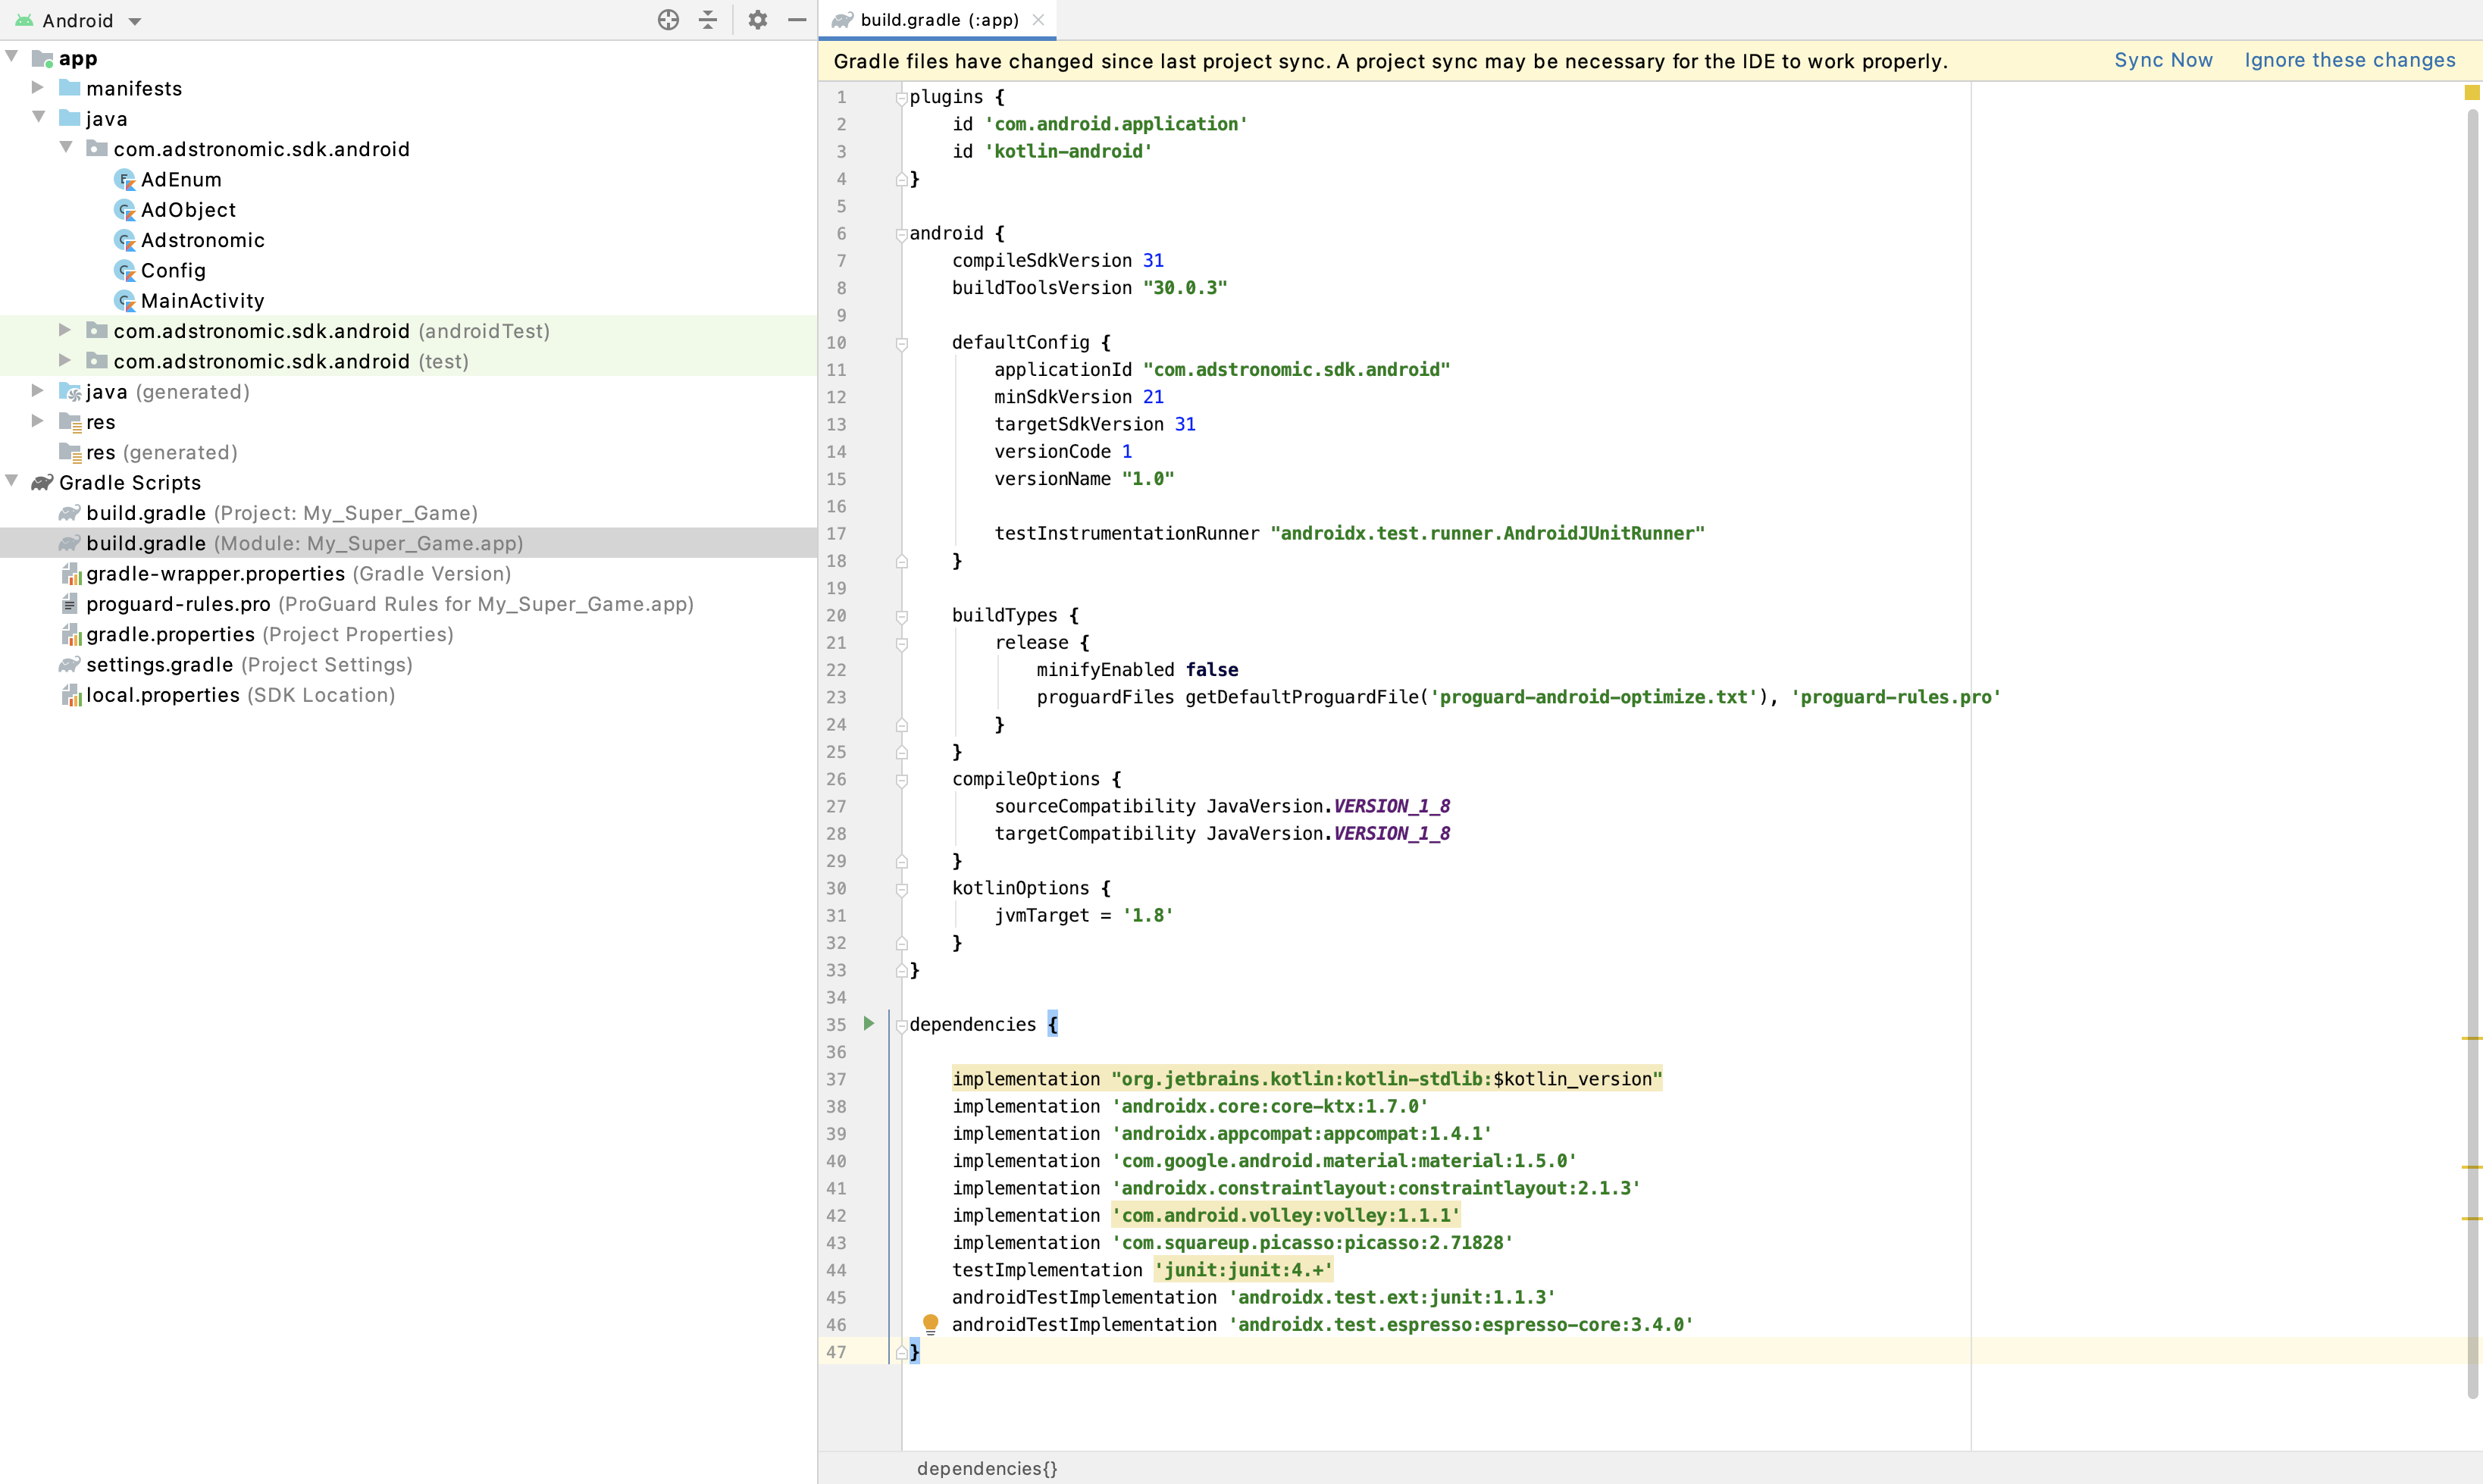 Android
app
manifests
java
com.adstronomic.sdk.android
AdEnum
AdObject
Adstronomic
Config
MainActivity
com.adstronomic.sdk.android (androidTest)
com.adstronomic.sdk.android (test)
java (generated)
res
res (generated)
Gradle Scripts
build.gradle (Project: My_Super_Game)
build.gradle (Module: My_Super_Game.app)
gradle-wrapper.properties (Gradle Version)
proguard-rules.pro (ProGuard Rules for My_Super_Game.app)
gradle.properties (Project Properties)
settings.gradle (Project Settings)
local.properties (SDK Location)
build.gradle (:app)
Gradle files have changed since last project sync. A project sync may be necessary for the IDE to work properly. Sync Now Ignore these changes
1 plugins {
2 id 'com.android.application'
3 id 'kotlin-android'
4 }
5
6 android {
7 compileSdkVersion 31
8 buildToolsVersion "30.0.3"
9
10 defaultConfig {
11 applicationId "com.adstronomic.sdk.android"
12 minSdkVersion 21
13 targetSdkVersion 31
14 versionCode 1
15 versionName "1.0"
16
17 testInstrumentationRunner "androidx.test.runner.AndroidJUnitRunner"
18 }
19
20 buildTypes {
21 release {
22 minifyEnabled false
23 proguardFiles getDefaultProguardFile('proguard-android-optimize.txt'), 'proguard-rules.pro'
24 }
25 }
26 compileOptions {
27 sourceCompatibility JavaVersion.VERSION_1_8
28 targetCompatibility JavaVersion.VERSION_1_8
29 }
30 kotlinOptions {
31 jvmTarget = '1.8'
32 }
33 }
34
35 dependencies {
36
37 implementation "org.jetbrains.kotlin:kotlin-stdlib:$kotlin_version"
38 implementation 'androidx.core:core-ktx:1.7.0'
39 implementation 'androidx.appcompat:appcompat:1.4.1'
40 implementation 'com.google.android.material:material:1.5.0'
41 implementation 'androidx.constraintlayout:constraintlayout:2.1.3'
42 implementation 'com.android.volley:volley:1.1.1'
43 implementation 'com.squareup.picasso:picasso:2.71828'
44 testImplementation 'junit:junit:4.+'
45 androidTestImplementation 'androidx.test.ext:junit:1.1.3'
46 androidTestImplementation 'androidx.test.espresso:espresso-core:3.4.0'
47 }
dependencies{}